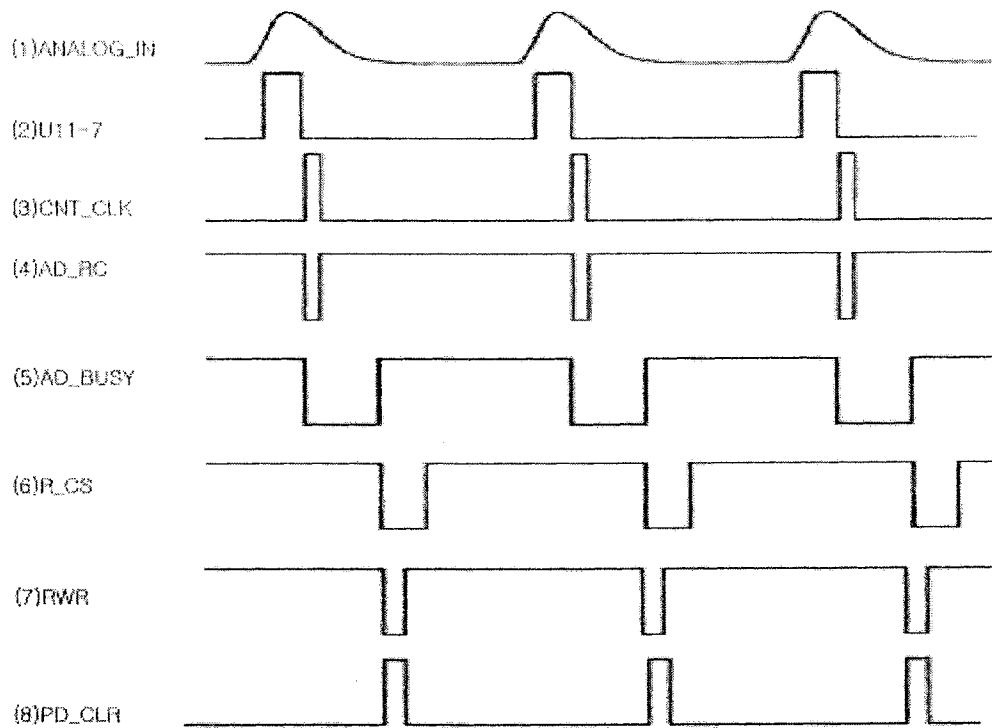 (1)ANALOG_IN
(2)U11-7
(3)CNT_CLK
(4)AD_RC
(5)AD_BUSY
(6)R_CS
(7)RWR
(8)PD_CLR